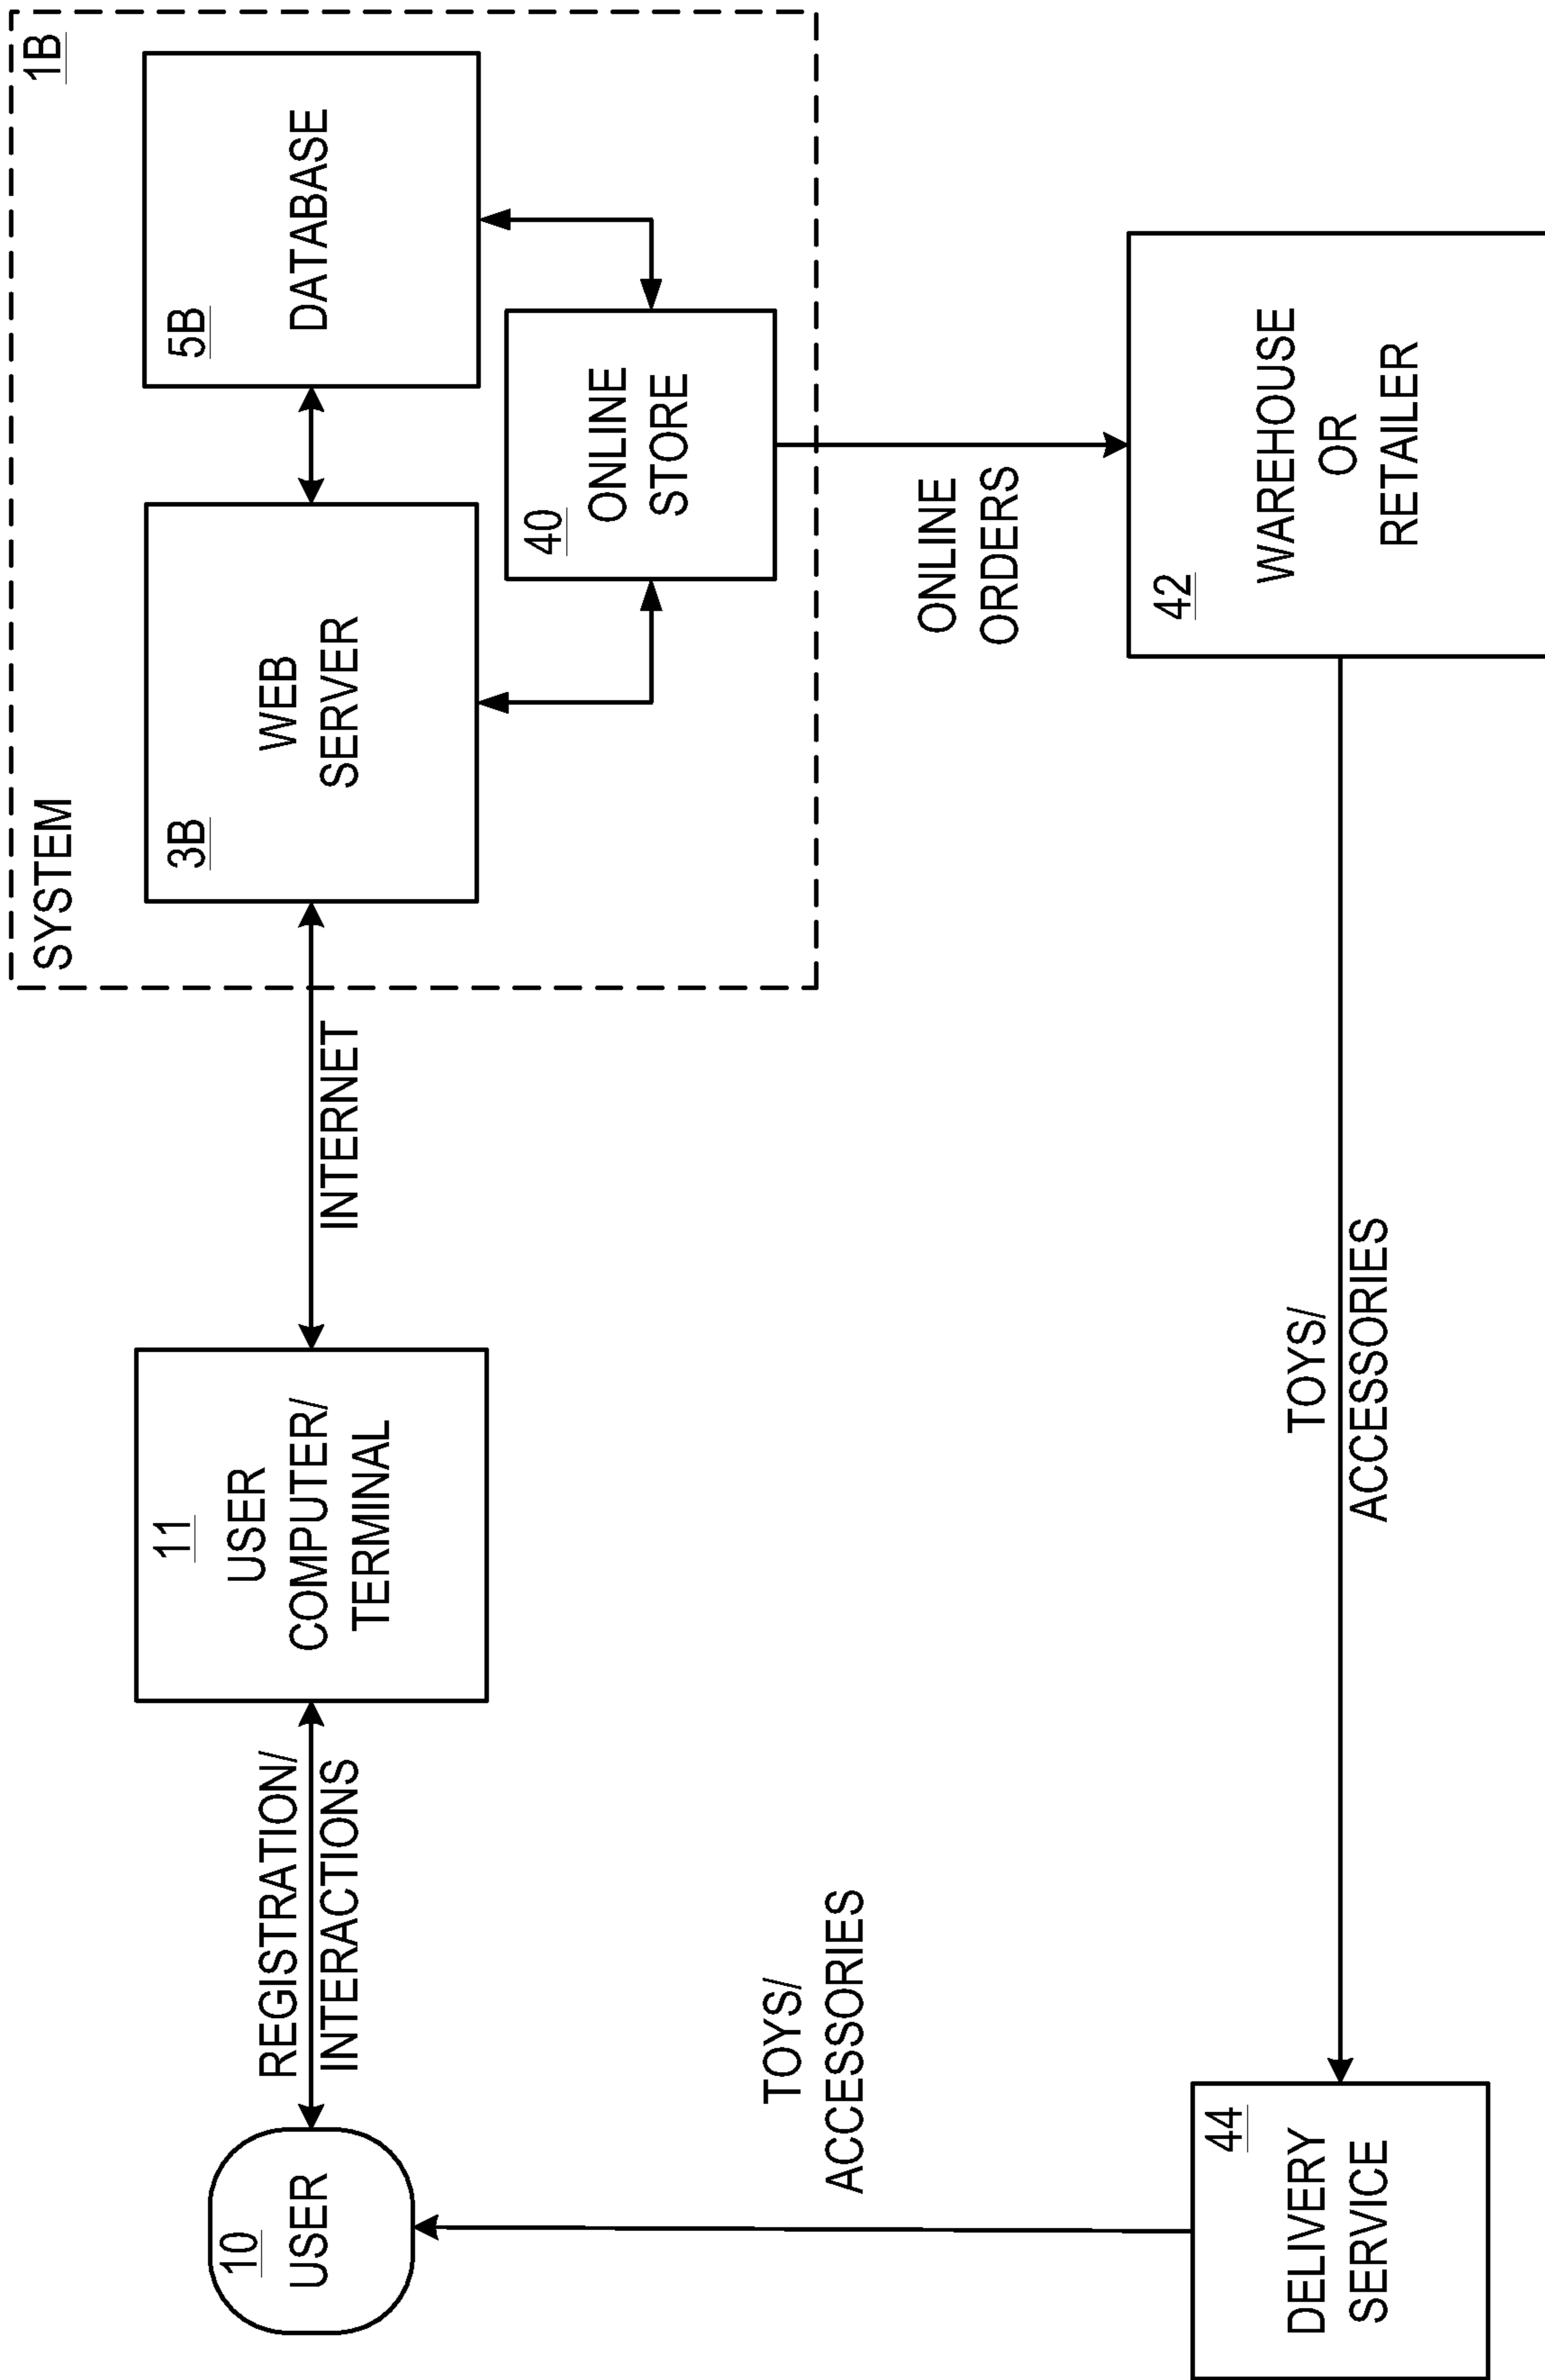 SYSTEM
1B
10
USER
REGISTRATION/
INTERACTIONS
11
USER
COMPUTER/
TERMINAL
INTERNET
3B
WEB
SERVER
5B
DATABASE
40
ONLINE
STORE
TOYS/
ACCESSORIES
ONLINE
ORDERS
44
DELIVERY
SERVICE
TOYS/
ACCESSORIES
42
WAREHOUSE
OR
RETAILER